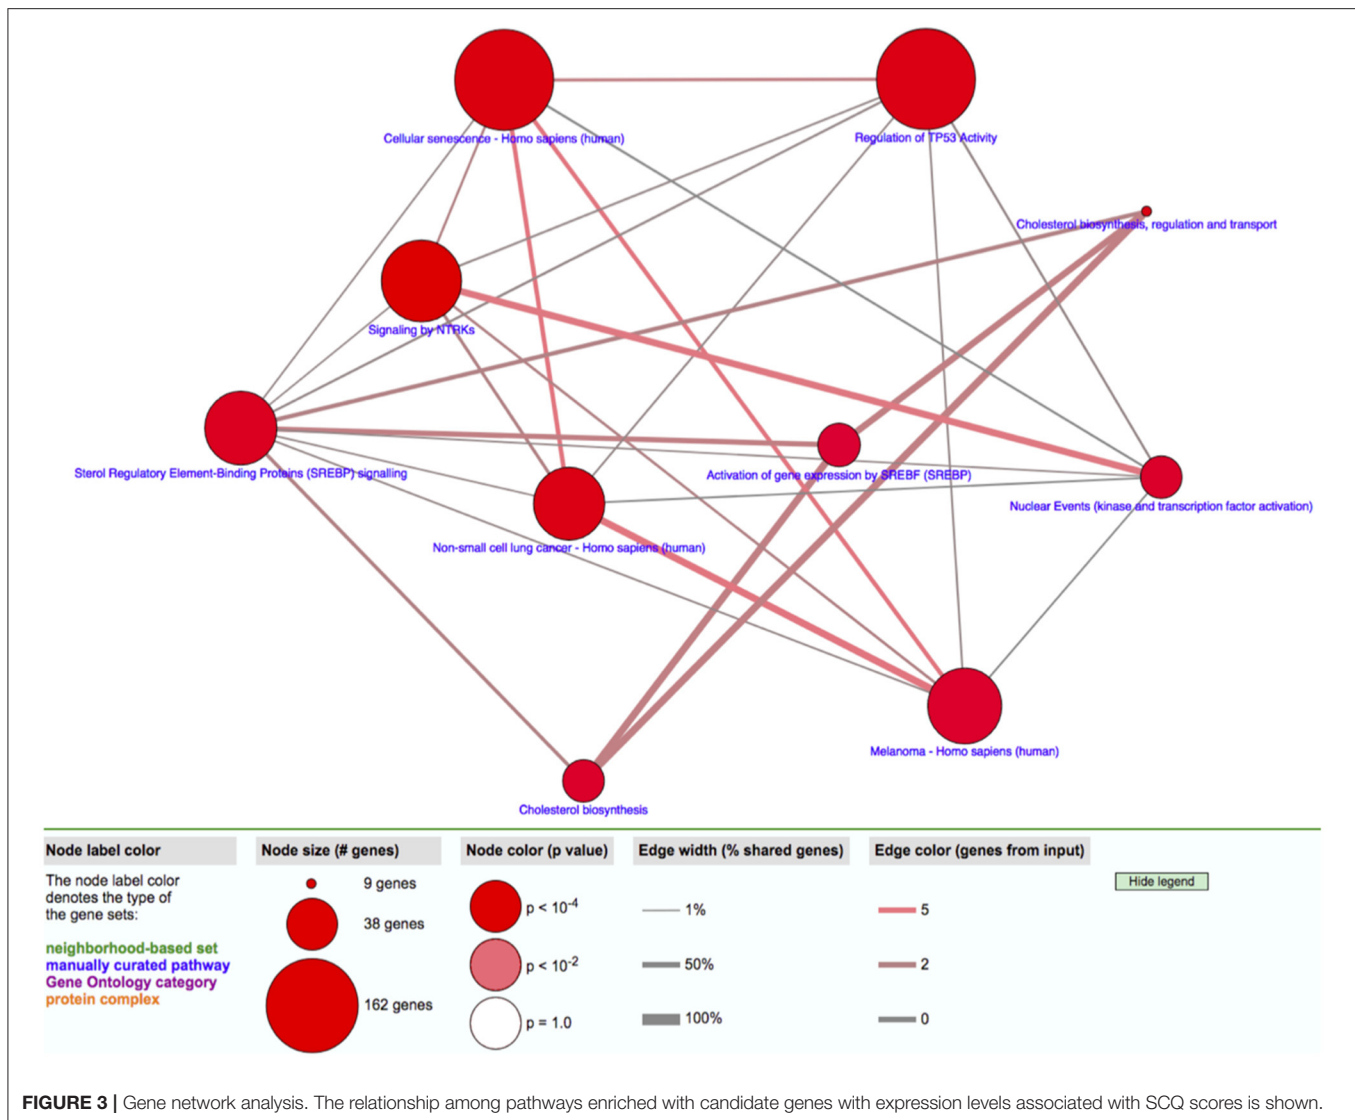 Cellular senescence - Homo sapiens (human)
Regulation of TP53 Activity
Cholesterol biosynthesis, regulation and transport
Signaling by NTRKs
Sterol Regulatory Element-Binding Proteins (SREBP) signalling
Activation of gene expression by SREBF (SREBP)
Nuclear Events (kinase and transcription factor activation)
Non-small cell lung cancer - Homo sapiens (human)
Melanoma - Homo sapiens (human)
Cholesterol biosynthesis
Node label color
The node label color
denotes the type of
the gene sets:
neighborhood-based set
manually curated pathway
Gene Ontology category
protein complex
Node size (# genes)
9 genes
38 genes
162 genes
Node color (p value)
p < 10-4
p < 10-2
p = 1.0
Edge width (% shared genes)
1%
50%
100%
Edge color (genes from input)
5
2
0
Hide legend
FIGURE 3 | Gene network analysis. The relationship among pathways enriched with candidate genes with expression levels associated with SCQ scores is shown.